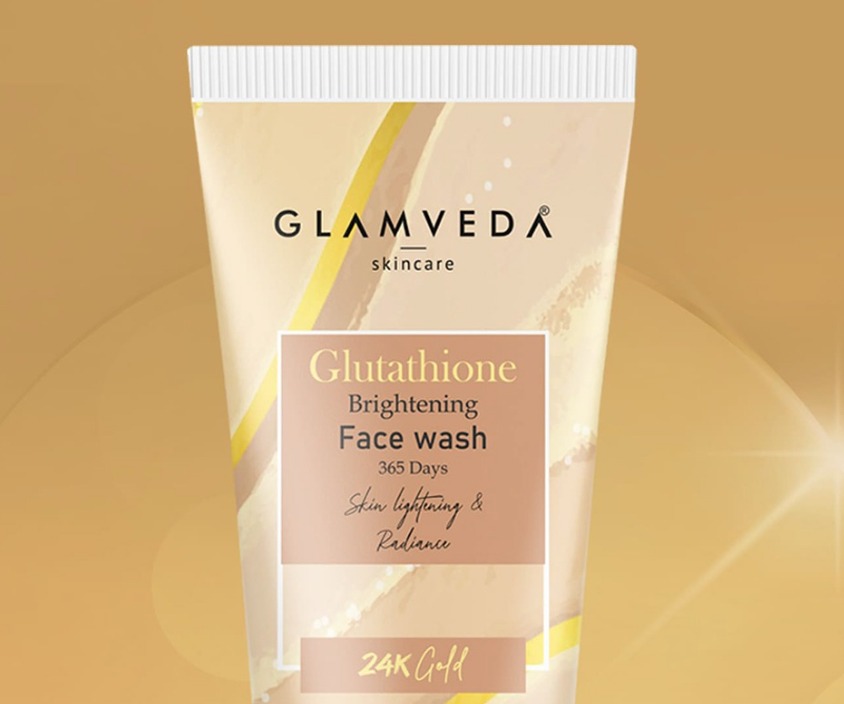 GLAMVEDA®
skincare
Glutathione
Brightening
Face wash
365 Days
Skin lightening &
Radiance
24K Gold